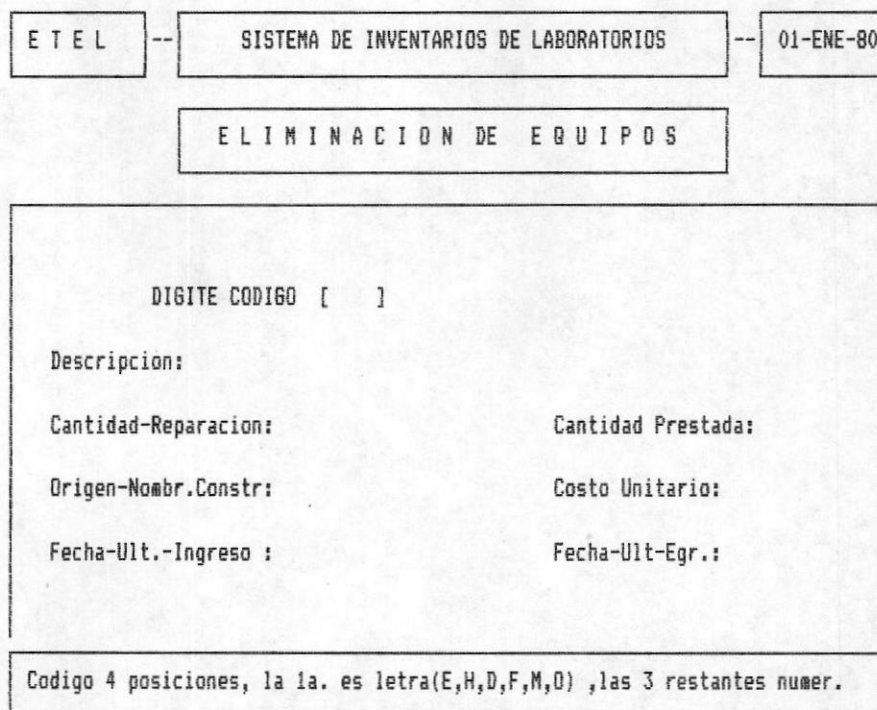 E T E L -- SISTEMA DE INVENTARIOS DE LABORATORIOS -- 01-ENE-80
E L I M I N A C I O N DE E Q U I P O S
DIGITE CODIGO [ ]
Descripcion:
Cantidad-Reparacion: Cantidad Prestada:
Origen-Nombr.Constr: Costo Unitario:
Fecha-Ult.-Ingreso : Fecha-Ult-Egr.:
Codigo 4 posiciones, la 1a. es letra(E,H,D,F,M,O) ,las 3 restantes numer.